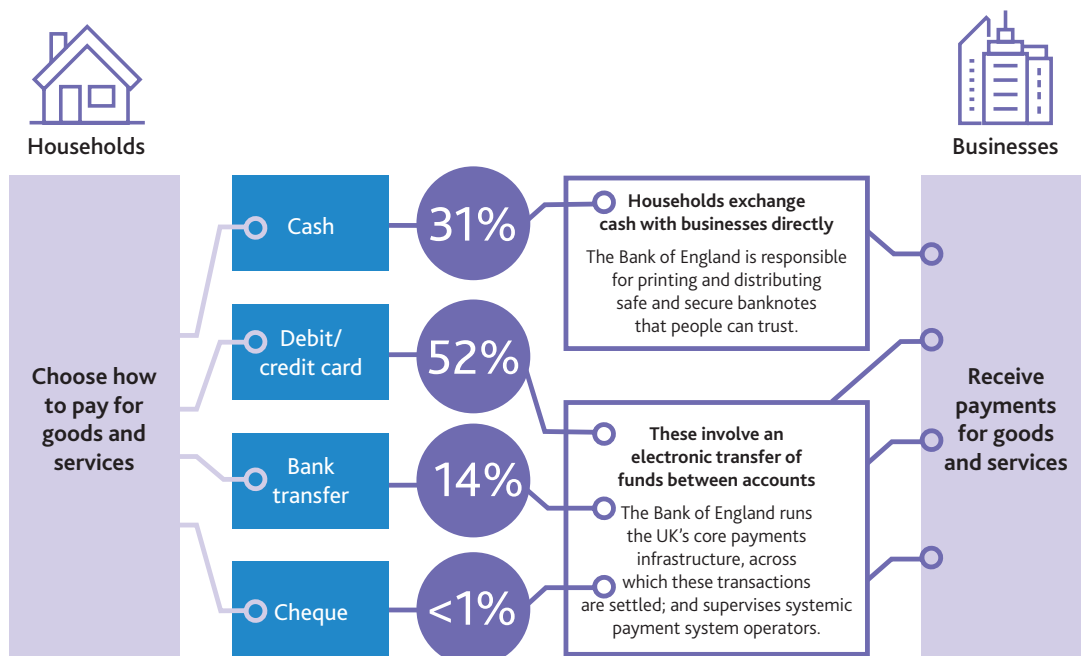 Households
Businesses
Choose how
to pay for
goods and
services
Cash
31%
Households exchange
cash with businesses directly
The Bank of England is responsible
for printing and distributing
safe and secure banknotes
that people can trust.
Debit/
credit card
52%
Bank
transfer
14%
Cheque
<1%
These involve an
electronic transfer of
funds between accounts
The Bank of England runs
the UK’s core payments
infrastructure, across
which these transactions
are settled; and supervises systemic
payment system operators.
Receive
payments
for goods
and services